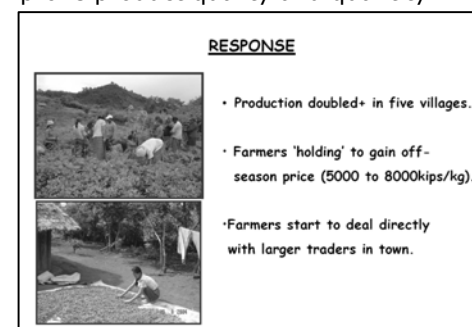 RESPONSE
• Production doubled+ in five villages.
• Farmers 'holding' to gain off-
season price (5000 to 8000kips/kg).
•Farmers start to deal directly
with larger traders in town.